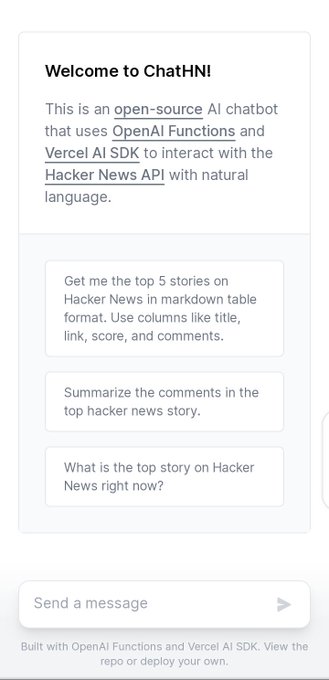 Welcome to ChatHN!
This is an open-source AI chatbot
that uses OpenAI Functions and
Vercel AI SDK to interact with the
Hacker News API with natural
language.
Get me the top 5 stories on
Hacker News in markdown table
format. Use columns like title,
link, score, and comments.
Summarize the comments in the
top hacker news story.
What is the top story on Hacker
News right now?
Send a message
Built with OpenAI Functions and Vercel AI SDK. View the
repo or deploy your own.